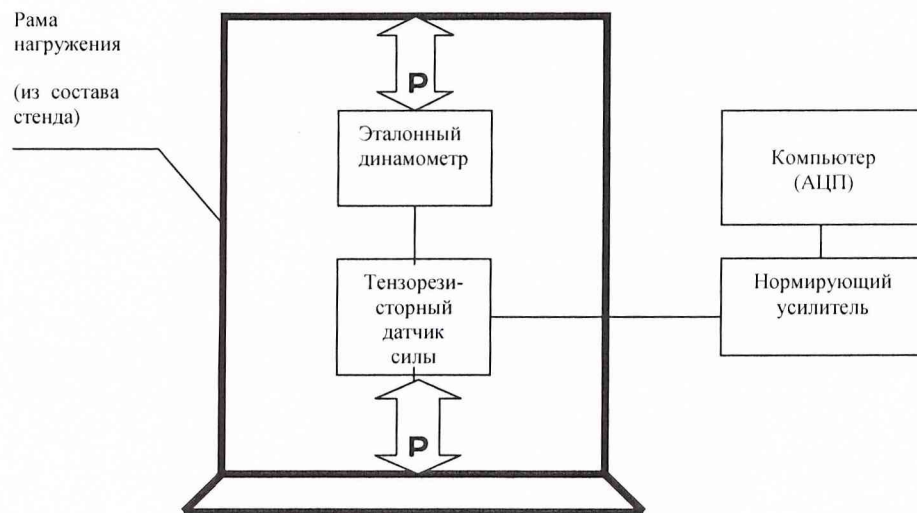 Рама
нагружения
(из состава
стенда)
P
Эталонный
динамометр
Компьютер
(АЦП)
Тензорези-
сторный
датчик
силы
Нормирующий
усилитель
P